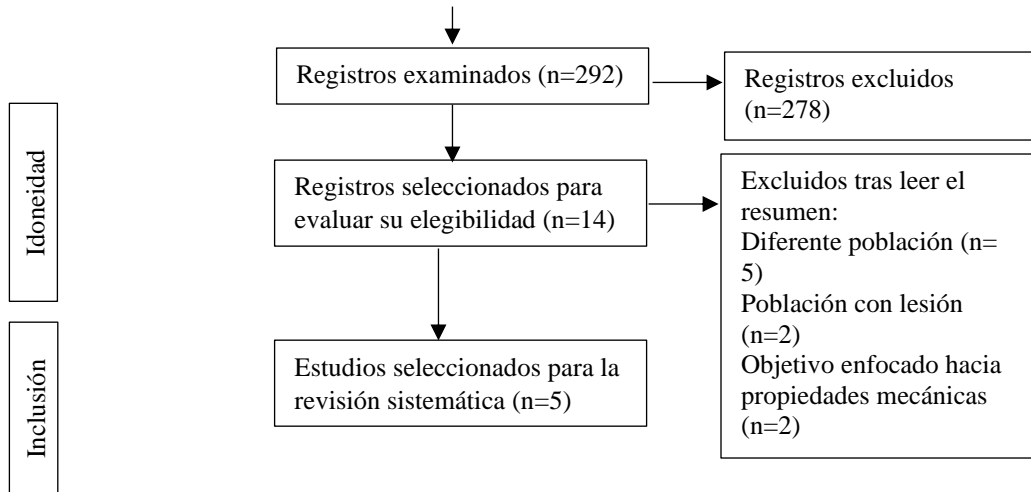 Registros examinados (n=292)
Registros excluidos
(n=278)
Idoneidad
Registros seleccionados para
evaluar su elegibilidad (n=14)
Excluidos tras leer el
resumen:
Diferente población (n=
5)
Población con lesión
(n=2)
Objetivo enfocado hacia
propiedades mecánicas
(n=2)
Inclusión
Estudios seleccionados para la
revisión sistemática (n=5)